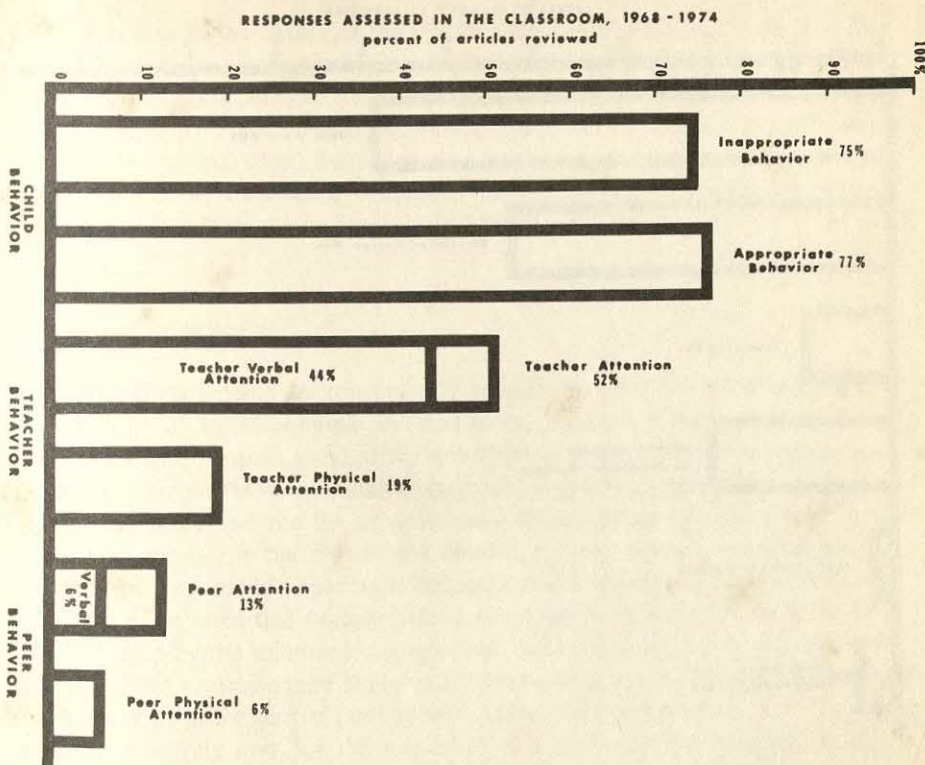 RESPONSES ASSESSED IN THE CLASSROOM, 1968 - 1974
percent of articles reviewed
0
10
20
30
40
50
60
70
80
90
100%
CHILD
BEHAVIOR
Inappropriate
Behavior 75%
Appropriate
Behavior 77%
TEACHER
BEHAVIOR
Teacher Verbal
Attention 44%
Teacher Attention
52%
Teacher Physical
Attention 19%
PEER
BEHAVIOR
Verbal
6%
Peer Attention
13%
Peer Physical
Attention 6%